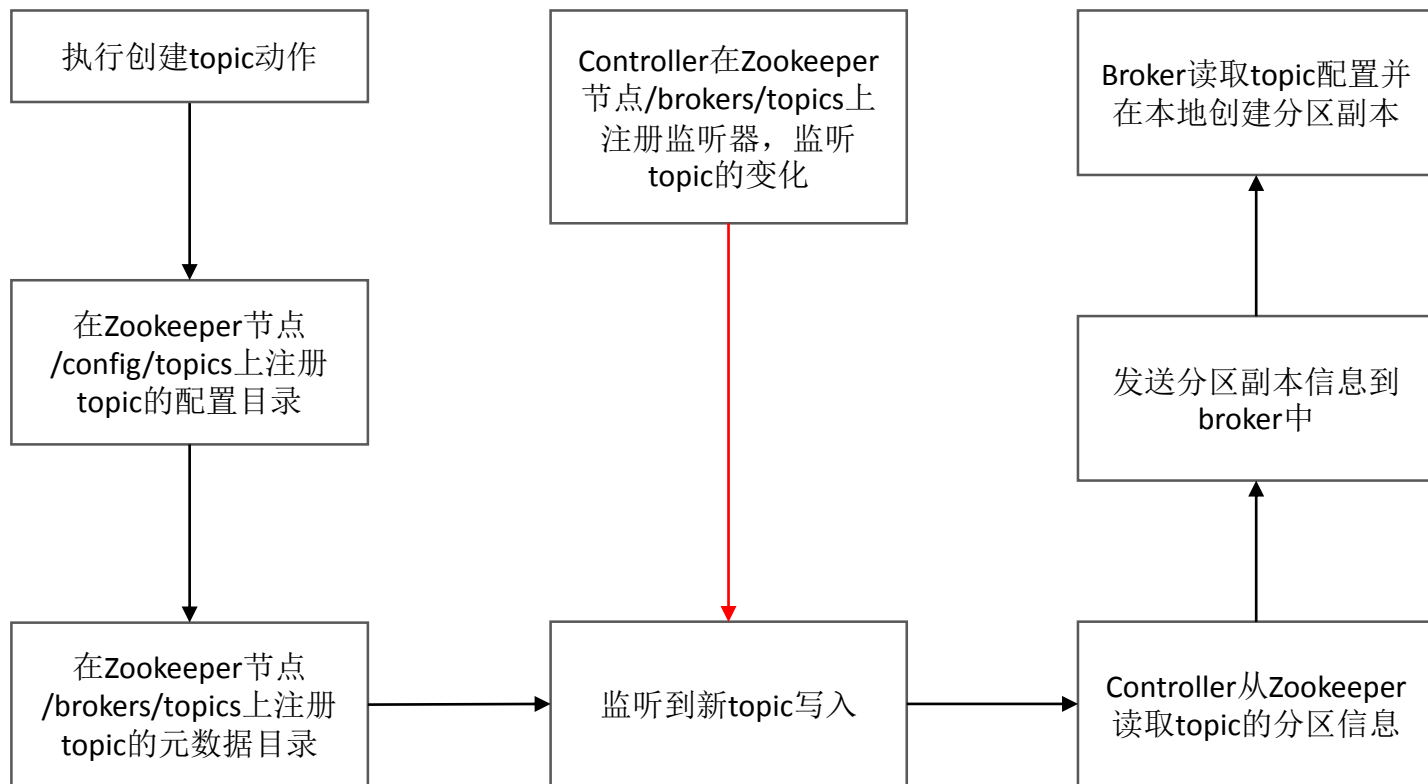 执行创建topic动作
在Zookeeper节点
/config/topics上注册
topic的配置目录
在Zookeeper节点
/brokers/topics上注册
topic的元数据目录
Controller在Zookeeper
节点/brokers/topics上
注册监听器，监听
topic的变化
监听到新topic写入
Controller从Zookeeper
读取topic的分区信息
发送分区副本信息到
broker中
Broker读取topic配置并
在本地创建分区副本